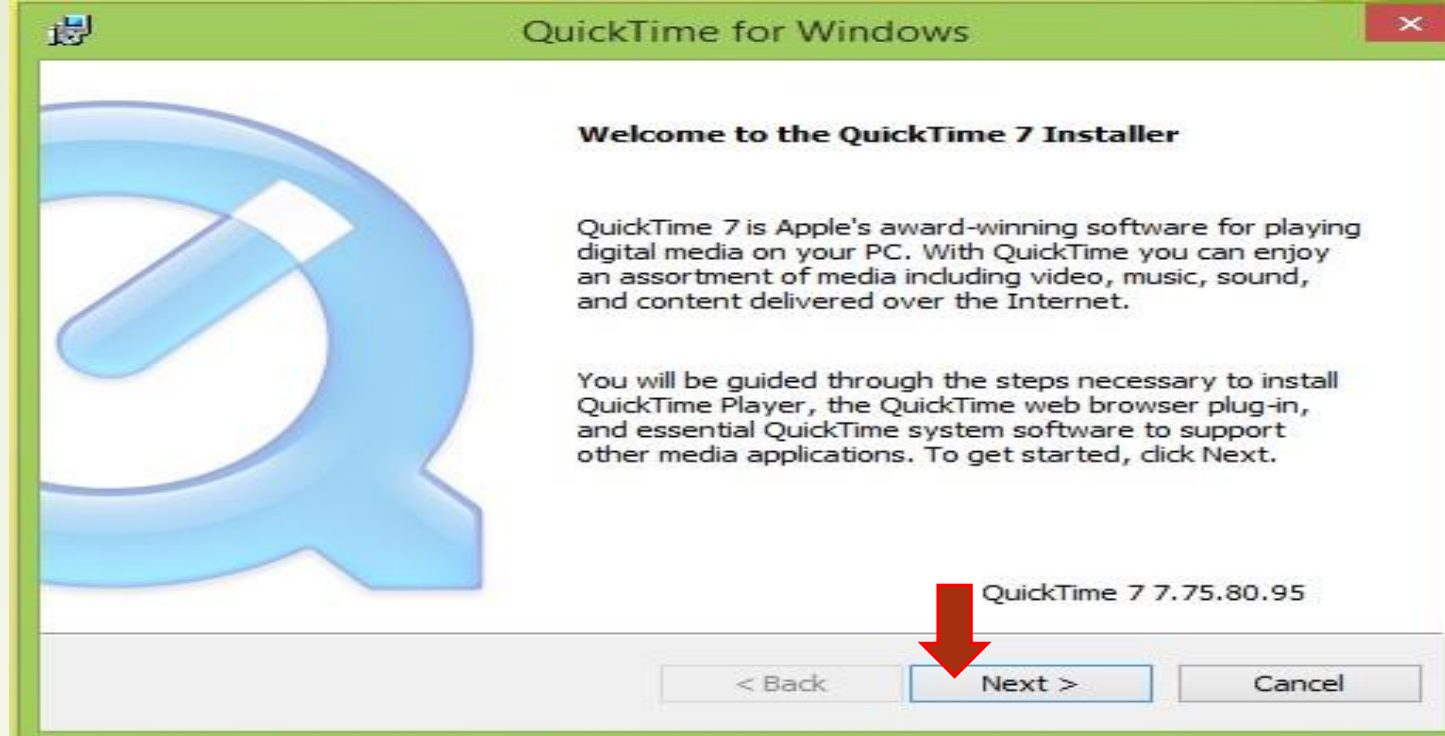 QuickTime for Windows
Welcome to the QuickTime 7 Installer
QuickTime 7 is Apple's award-winning software for playing
digital media on your PC. With QuickTime you can enjoy
an assortment of media including video, music, sound,
and content delivered over the Internet.
You will be guided through the steps necessary to install
QuickTime Player, the QuickTime web browser plug-in,
and essential QuickTime system software to support
other media applications. To get started, click Next.
QuickTime 7 7.75.80.95
< Back Next > Cancel